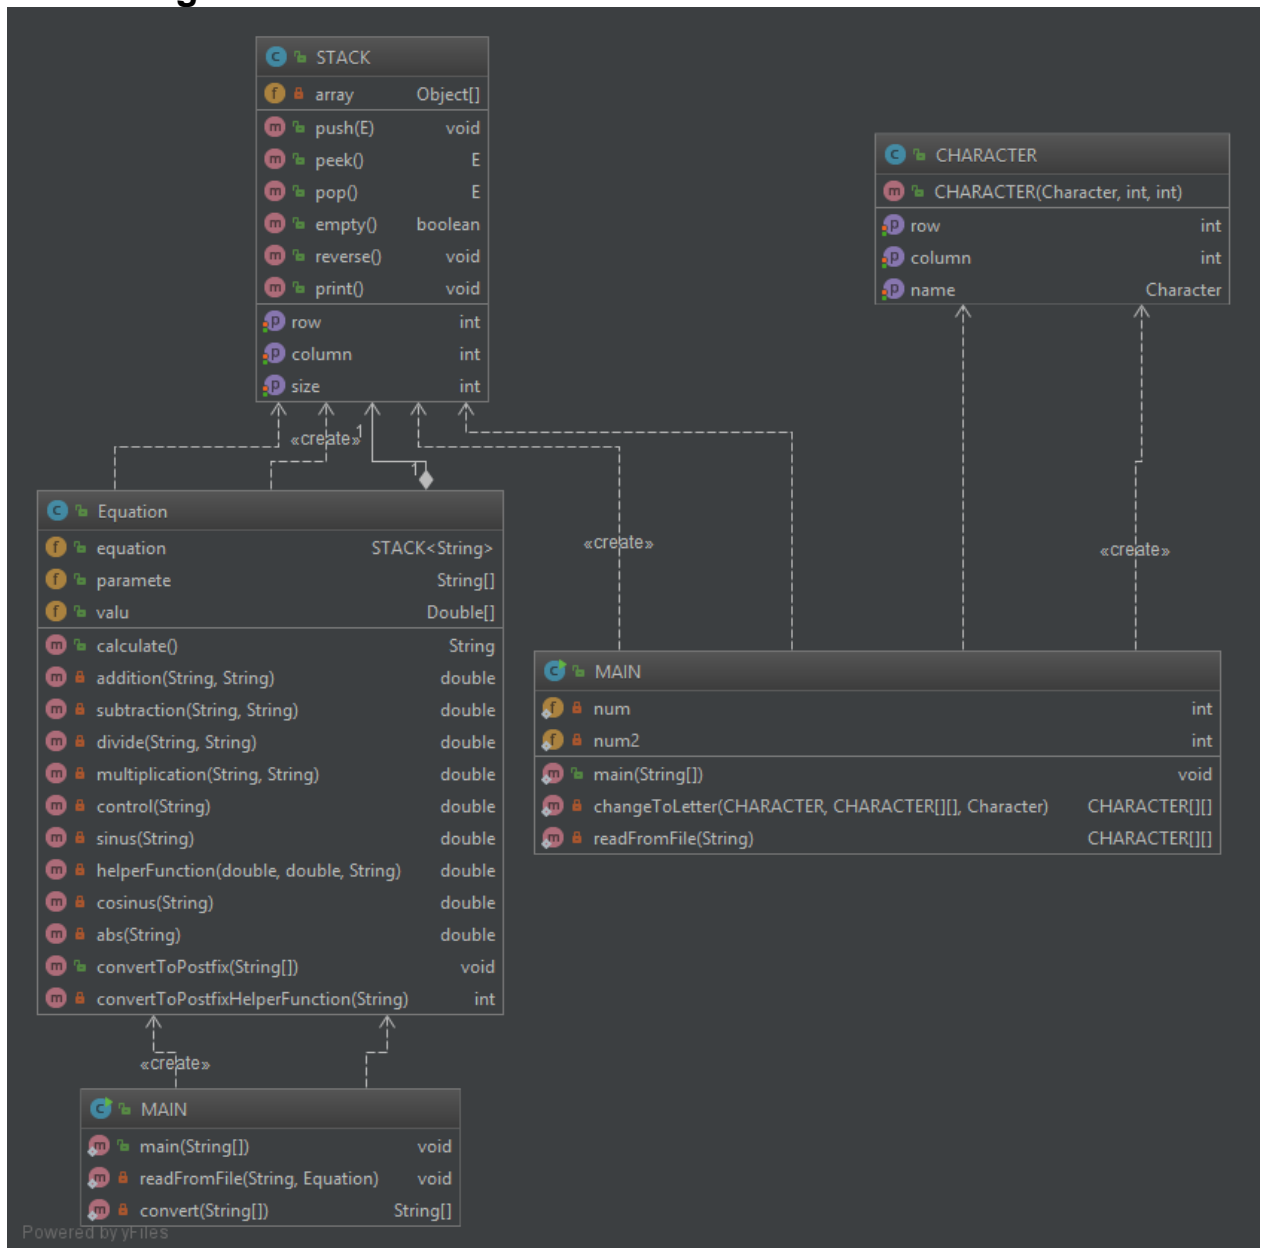 STACK
array Object[]
push(E) void
peek() E
pop() E
empty() boolean
reverse() void
print() void
row int
column int
size int
CHARACTER
CHARACTER(Character, int, int)
row int
column int
name Character
«create»
1
1
Equation
equation STACK<String>
paramete String[]
valu Double[]
calculate() String
addition(String, String) double
subtraction(String, String) double
divide(String, String) double
multiplication(String, String) double
control(String) double
sinus(String) double
helperFunction(double, double, String) double
cosinus(String) double
abs(String) double
convertToPostfix(String[]) void
convertToPostfixHelperFunction(String) int
«create»
«create»
MAIN
num int
num2 int
main(String[]) void
changeToLetter(CHARACTER, CHARACTER[][], Character) CHARACTER[][]
readFromFile(String) CHARACTER[][]
«create»
MAIN
main(String[]) void
readFromFile(String, Equation) void
convert(String[]) String[]
Powered by yFiles